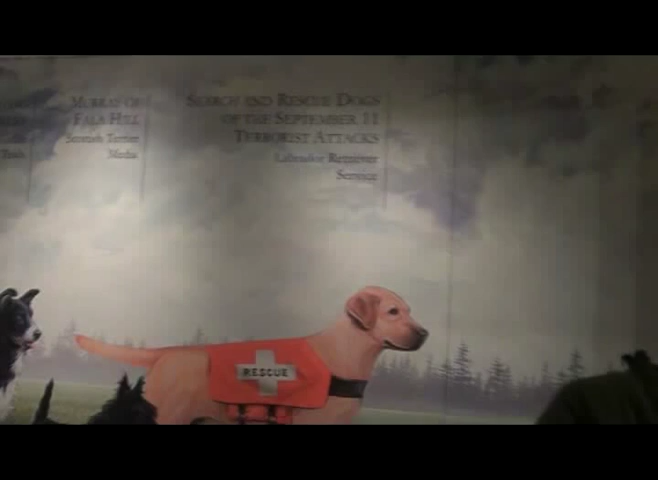 MURRAY OF
FALA HILL
Scottish Terrier
SEARCH AND RESCUE DOGS
OF THE SEPTEMBER 11
TERRORIST ATTACKS
Labrador Retriever
Service
RESCUE